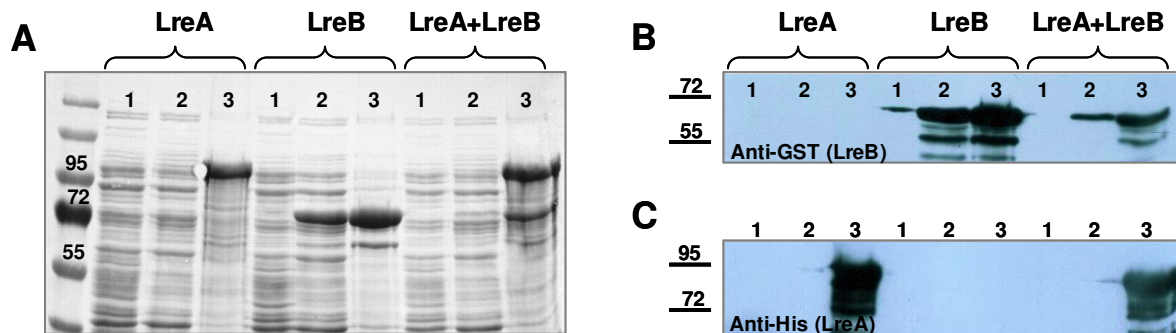 A
LreA LreB LreA+LreB
1 2 3 1 2 3 1 2 3
95
72
55
B
LreA LreB LreA+LreB
72
1 2 3 1 2 3 1 2 3
55
Anti-GST (LreB)
C
1 2 3 1 2 3 1 2 3
95
72
Anti-His (LreA)